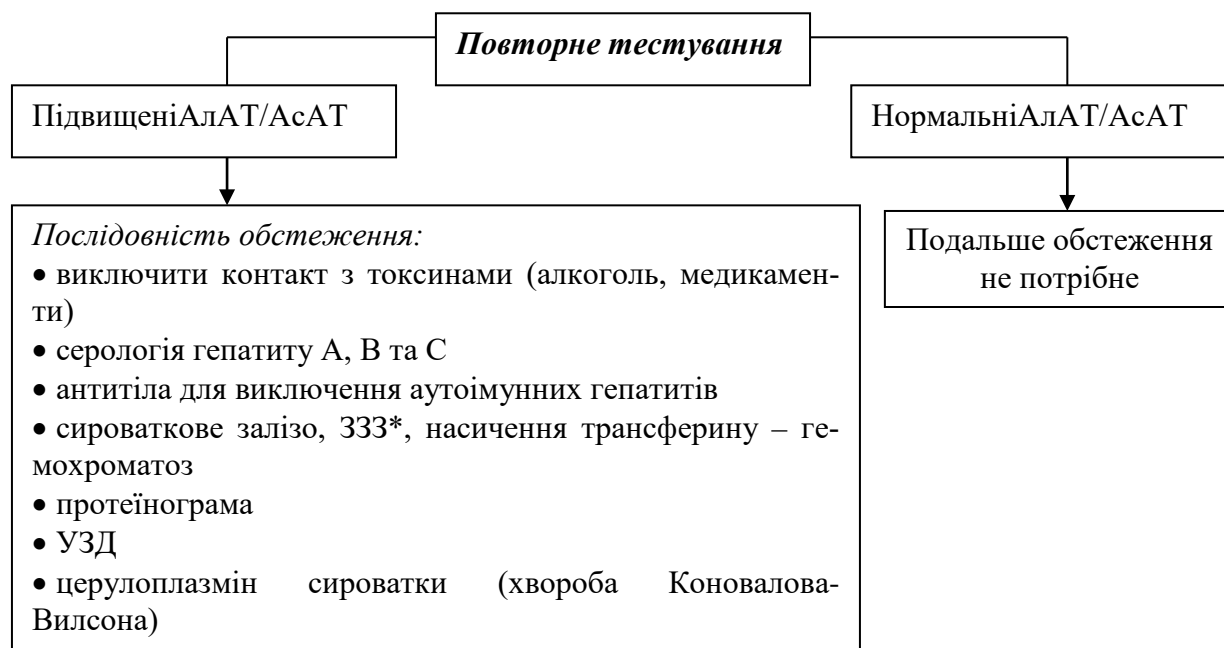 Повторне тестування
ПідвищеніАлАТ/АсАТ
НормальніАлАТ/АсАТ
Послідовність обстеження:
• виключити контакт з токсинами (алкоголь, медикамен-
ти)
• серологія гепатиту А, В та С
• антитіла для виключення аутоімунних гепатитів
• сироваткове залізо, ЗЗЗ*, насичення трансферину – ге-
мохроматоз
• протеїнограма
• УЗД
• церулоплазмін сироватки (хвороба Коновалова-
Вилсона)
Подальше обстеження
не потрібне